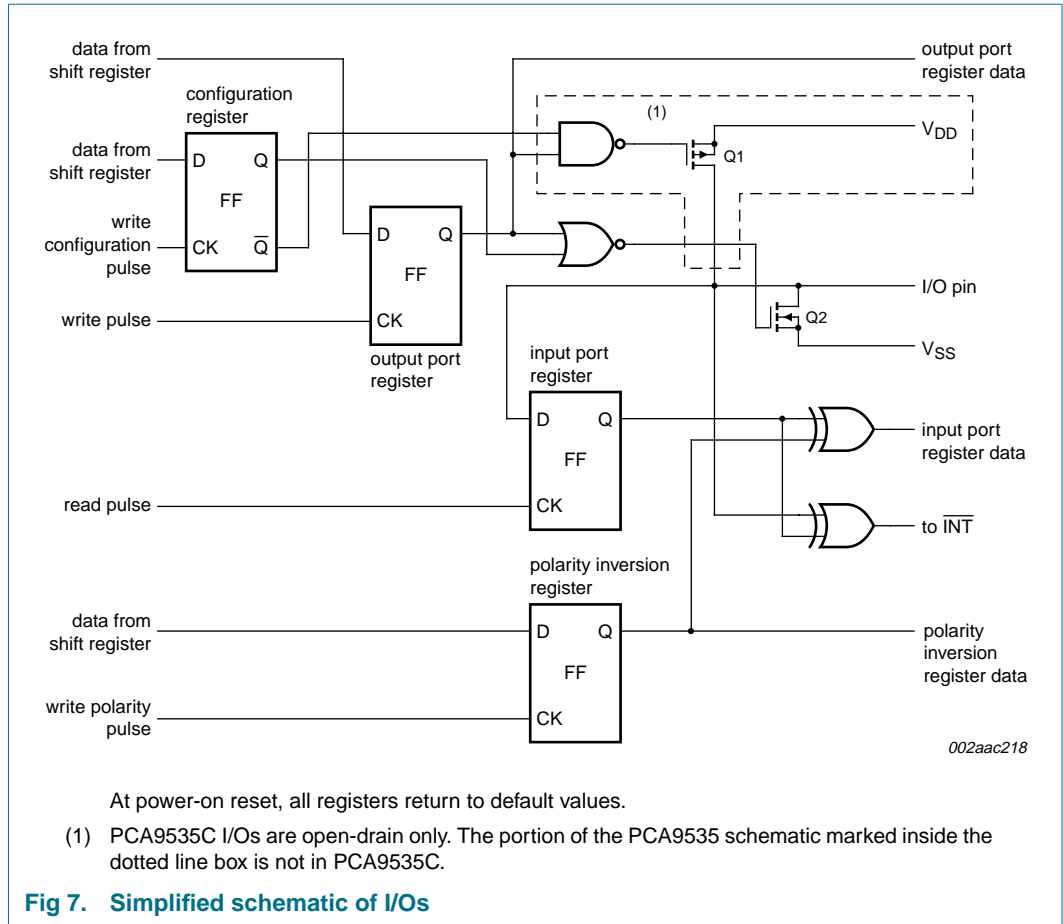 data from
shift register
output port
register data
configuration
register
(1)
V_DD
data from
shift register
D
Q
Q1
FF
write
configuration
pulse
CK
Q̅
D
Q
FF
I/O pin
write pulse
CK
Q2
V_SS
output port
register
input port
register
D
Q
input port
register data
FF
read pulse
CK
to I̅N̅T̅
polarity inversion
register
data from
shift register
D
Q
polarity
inversion
register data
FF
write polarity
pulse
CK
002aac218
At power-on reset, all registers return to default values.
(1) PCA9535C I/Os are open-drain only. The portion of the PCA9535 schematic marked inside the
dotted line box is not in PCA9535C.
Fig 7. Simplified schematic of I/Os